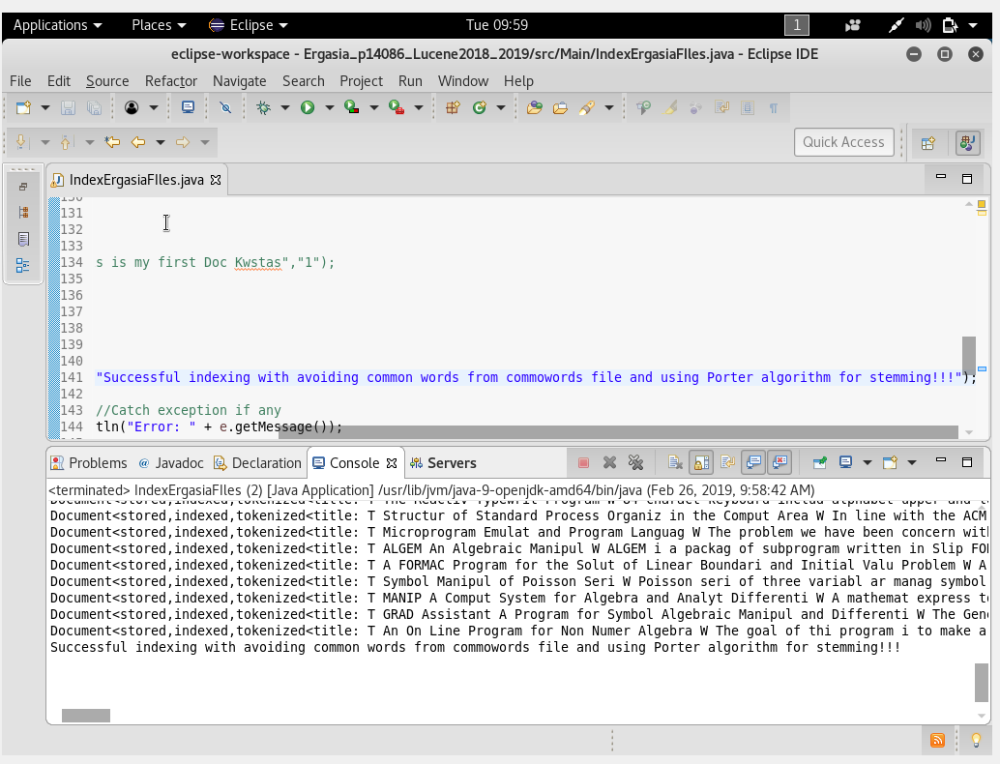 Applications Places Eclipse Tue 09:59 1
eclipse-workspace - Ergasia_p14086_Lucene2018_2019/src/Main/IndexErgasiaFIles.java - Eclipse IDE
File Edit Source Refactor Navigate Search Project Run Window Help
Quick Access
IndexErgasiaFIles.java
130
131
132
133
134 s is my first Doc Kwstas","1");
135
136
137
138
139
140
141 "Successful indexing with avoiding common words from commowords file and using Porter algorithm for stemming!!!");
142
143 //Catch exception if any
144 tln("Error: " + e.getMessage());
Problems @ Javadoc Declaration Console Servers
<terminated> IndexErgasiaFIles (2) [Java Application] /usr/lib/jvm/java-9-openjdk-amd64/bin/java (Feb 26, 2019, 9:58:42 AM)
Document<stored,indexed,tokenized<title: T The Reactiv Typewrit Program W
Document<stored,indexed,tokenized<title: T Structur of Standard Process Organiz in the Comput Area W In line with the ACM
Document<stored,indexed,tokenized<title: T Microprogram Emulat and Program Languag W The problem we have been concern wit
Document<stored,indexed,tokenized<title: T ALGEM An Algebraic Manipul W ALGEM i a packag of subprogram written in Slip FO
Document<stored,indexed,tokenized<title: T A FORMAC Program for the Solut of Linear Boundari and Initial Valu Problem W A
Document<stored,indexed,tokenized<title: T Symbol Manipul of Poisson Seri W Poisson seri of three variabl ar manag symbol
Document<stored,indexed,tokenized<title: T MANIP A Comput System for Algebra and Analyt Differenti W A mathemat express t
Document<stored,indexed,tokenized<title: T GRAD Assistant A Program for Symbol Algebraic Manipul and Differenti W The Gen
Document<stored,indexed,tokenized<title: T An On Line Program for Non Numer Algebra W The goal of thi program i to make a
Successful indexing with avoiding common words from commowords file and using Porter algorithm for stemming!!!